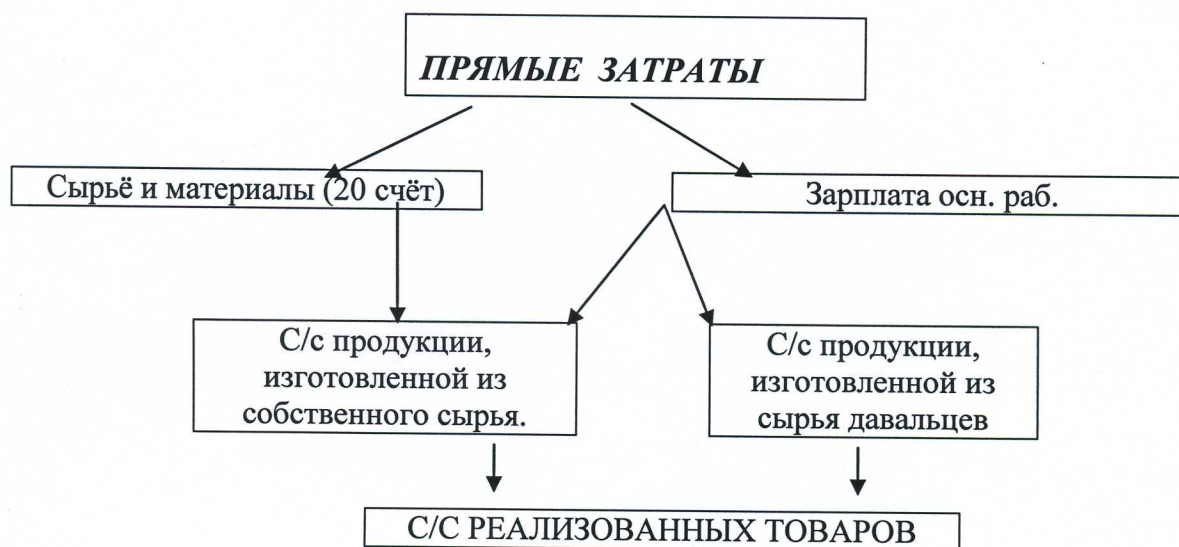 ПРЯМЫЕ ЗАТРАТЫ
Сырьё и материалы (20 счёт)
Зарплата осн. раб.
С/с продукции,
изготовленной из
собственного сырья.
С/с продукции,
изготовленной из
сырья давальцев
С/С РЕАЛИЗОВАННЫХ ТОВАРОВ